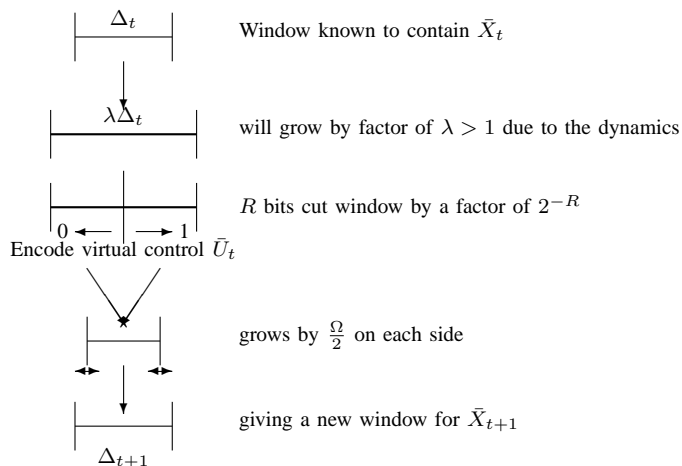 Δ_t
Window known to contain X̄_t
λΔ_t
will grow by factor of λ > 1 due to the dynamics
R bits cut window by a factor of 2^{−R}
0 1
Encode virtual control Ū_t
grows by Ω/2 on each side
giving a new window for X̄_{t+1}
Δ_{t+1}